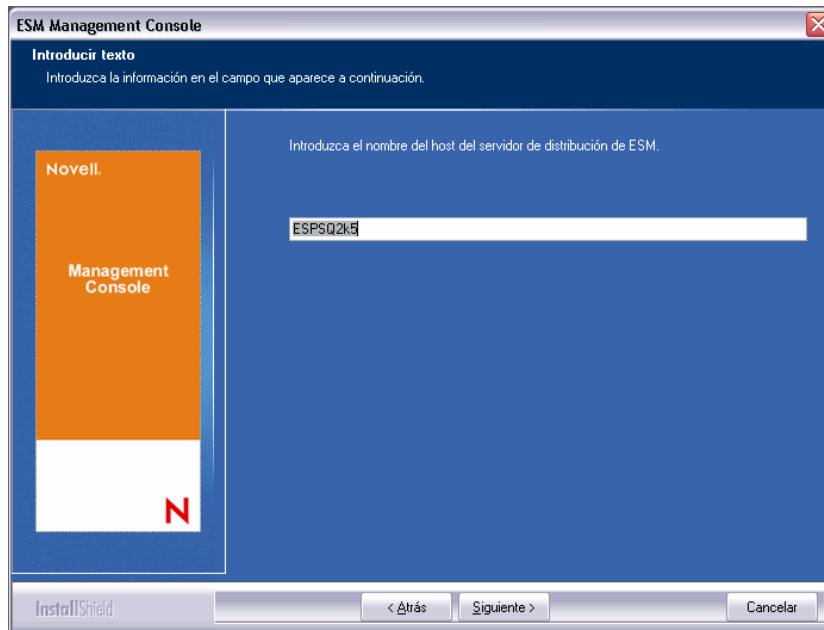 ESM Management Console
Introducir texto
Introduzca la información en el campo que aparece a continuación.
Novell.
Management
Console
N
Introduzca el nombre del host del servidor de distribución de ESM.
ESPSQ2k5
InstallShield
< Atrás
Siguiente >
Cancelar